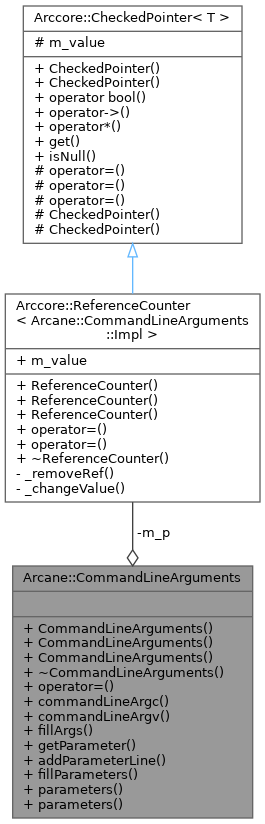 Arccore::CheckedPointer< T >
# m_value
+ CheckedPointer()
+ CheckedPointer()
+ operator bool()
+ operator->()
+ operator*()
+ get()
+ isNull()
# operator=()
# operator=()
# operator=()
# CheckedPointer()
# CheckedPointer()
Arccore::ReferenceCounter
< Arcane::CommandLineArguments
::Impl >
+ m_value
+ ReferenceCounter()
+ ReferenceCounter()
+ ReferenceCounter()
+ operator=()
+ operator=()
+ ~ReferenceCounter()
- _removeRef()
- _changeValue()
-m_p
Arcane::CommandLineArguments
+ CommandLineArguments()
+ CommandLineArguments()
+ CommandLineArguments()
+ ~CommandLineArguments()
+ operator=()
+ commandLineArgc()
+ commandLineArgv()
+ fillArgs()
+ getParameter()
+ addParameterLine()
+ fillParameters()
+ parameters()
+ parameters()